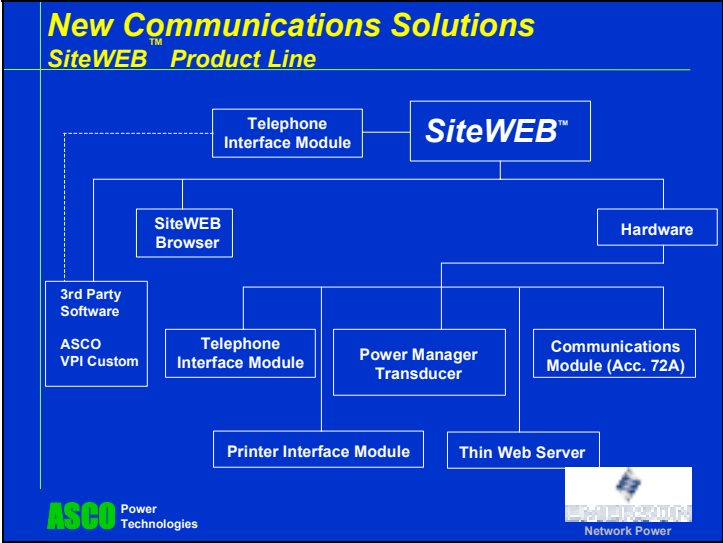 New Communications Solutions
SiteWEB™ Product Line
Telephone
Interface Module
SiteWEB™
SiteWEB
Browser
Hardware
3rd Party
Software
ASCO
VPI Custom
Telephone
Interface Module
Power Manager
Transducer
Communications
Module (Acc. 72A)
Printer Interface Module
Thin Web Server
ASCO Power
Technologies
EMERSON
Network Power